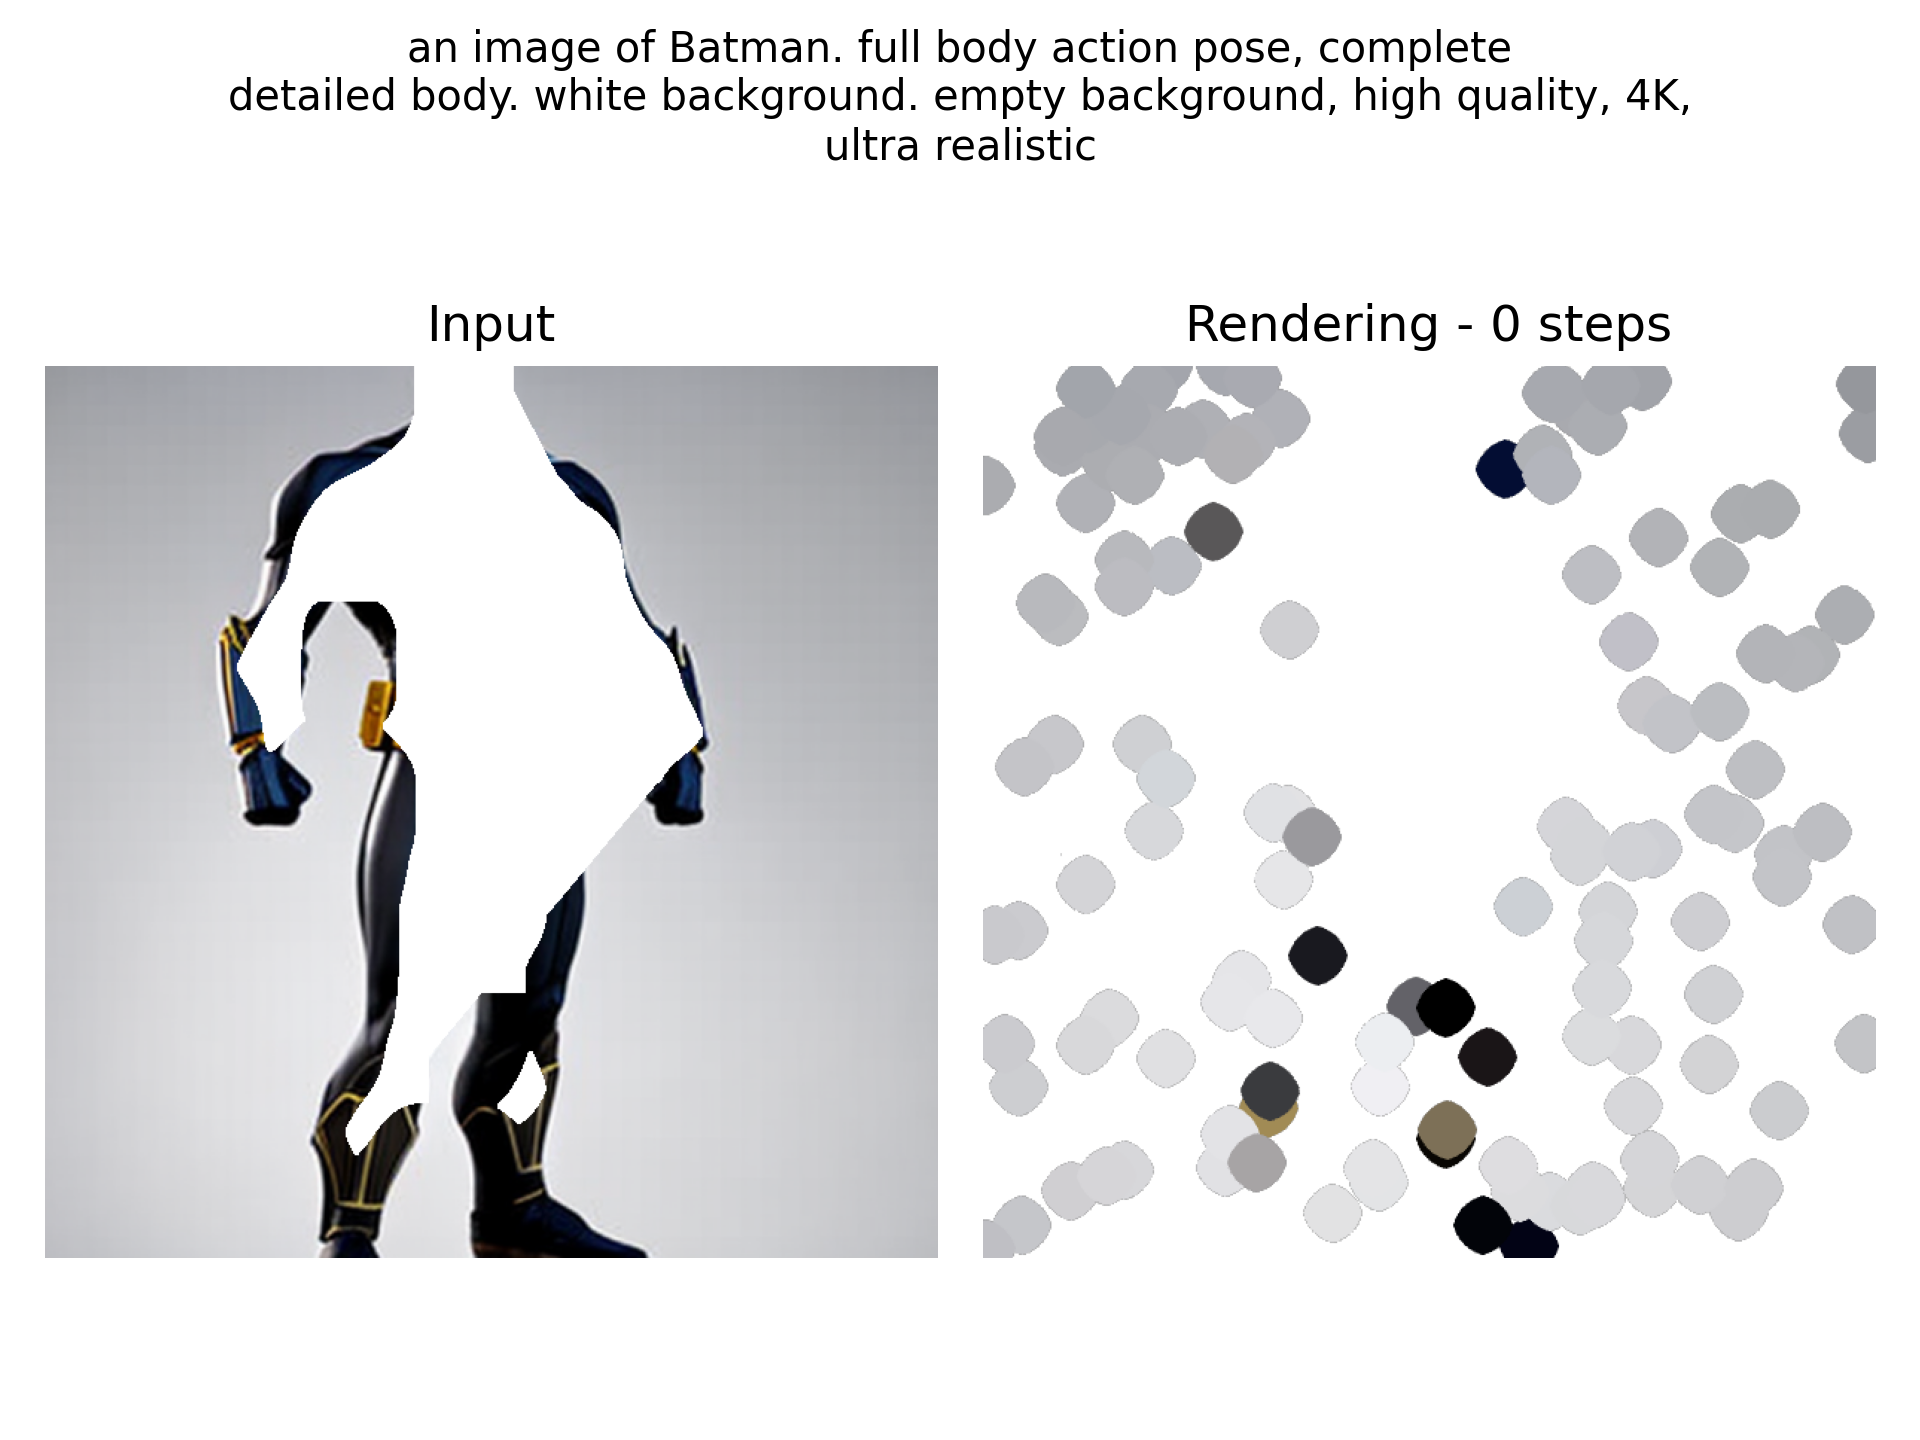 an image of Batman. full body action pose, complete
detailed body. white background. empty background, high quality, 4K,
ultra realistic
Input
Rendering - 0 steps